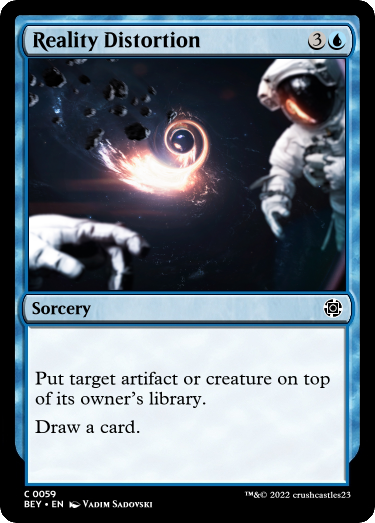 Reality Distortion 3
Sorcery
Put target artifact or creature on top
of its owner's library.
Draw a card.
C 0059
BEY • EN Vadim Sadovski
™&© 2022 crushcastles23